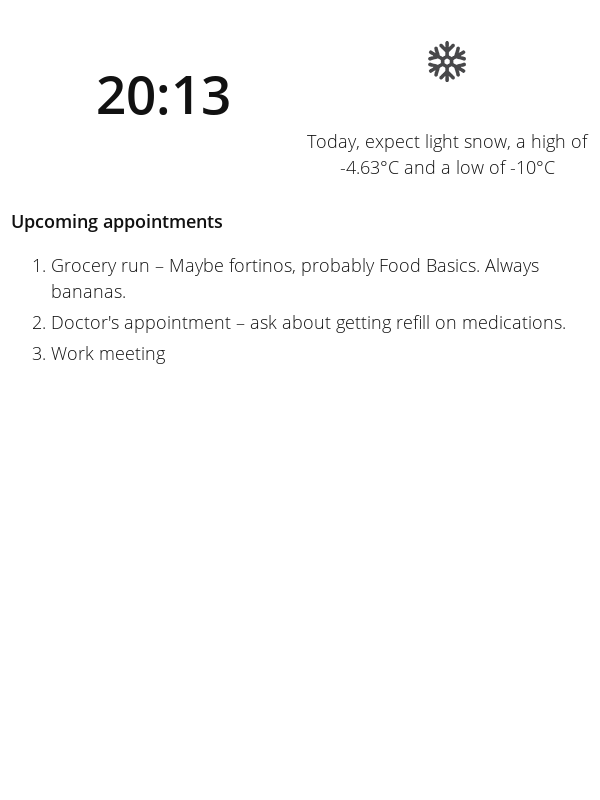 20:13
Today, expect light snow, a high of
-4.63°C and a low of -10°C
Upcoming appointments
1. Grocery run – Maybe fortinos, probably Food Basics. Always
bananas.
2. Doctor's appointment – ask about getting refill on medications.
3. Work meeting